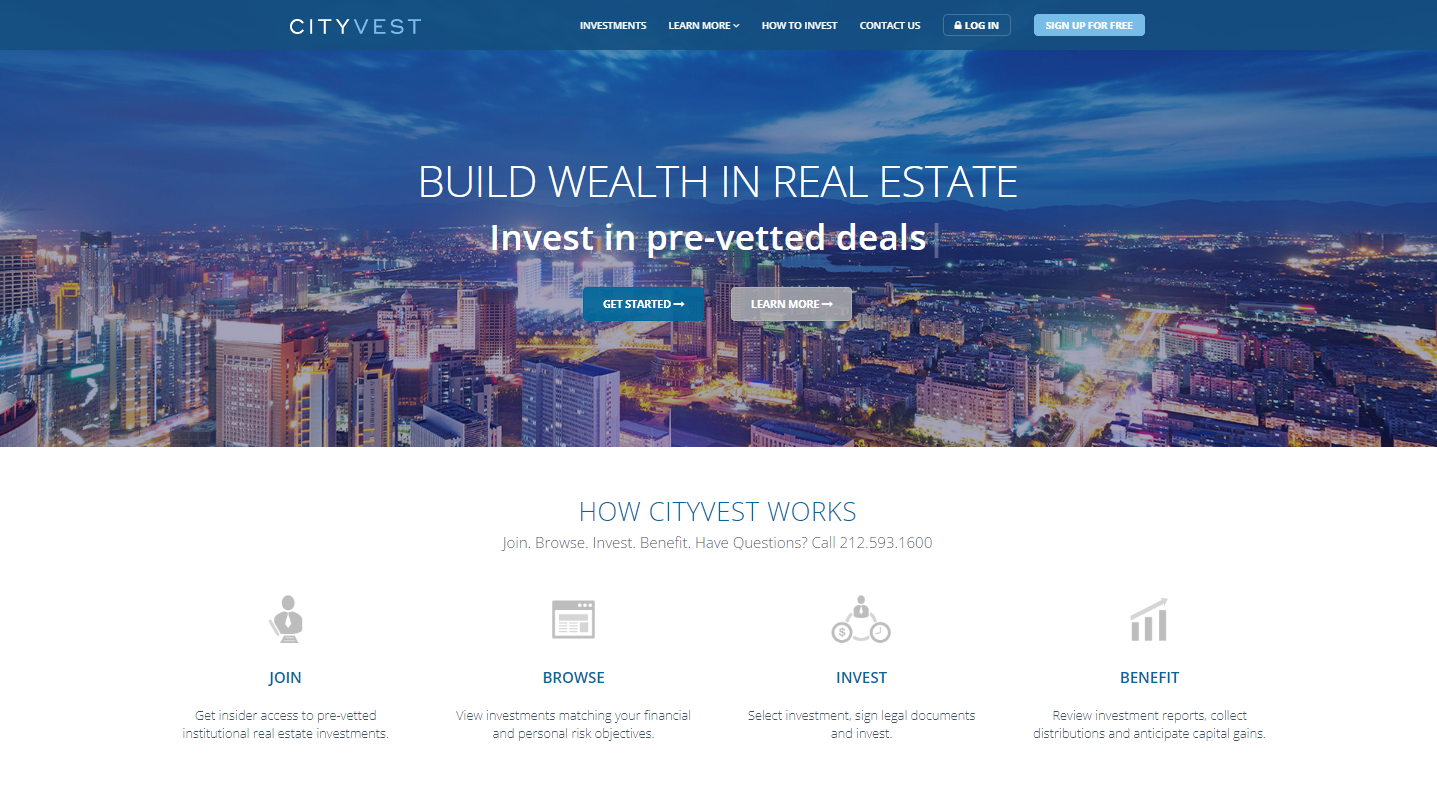 CITYVEST
INVESTMENTS
LEARN MORE
HOW TO INVEST
CONTACT US
LOG IN
SIGN UP FOR FREE
BUILD WEALTH IN REAL ESTATE
Invest in pre-vetted deals|
GET STARTED
LEARN MORE
HOW CITYVEST WORKS
Join. Browse. Invest. Benefit. Have Questions? Call 212.593.1600
$
JOIN
Get insider access to pre-vetted
institutional real estate investments.
BROWSE
View investments matching your financial
and personal risk objectives.
INVEST
Select investment, sign legal documents
and invest.
BENEFIT
Review investment reports, collect
distributions and anticipate capital gains.